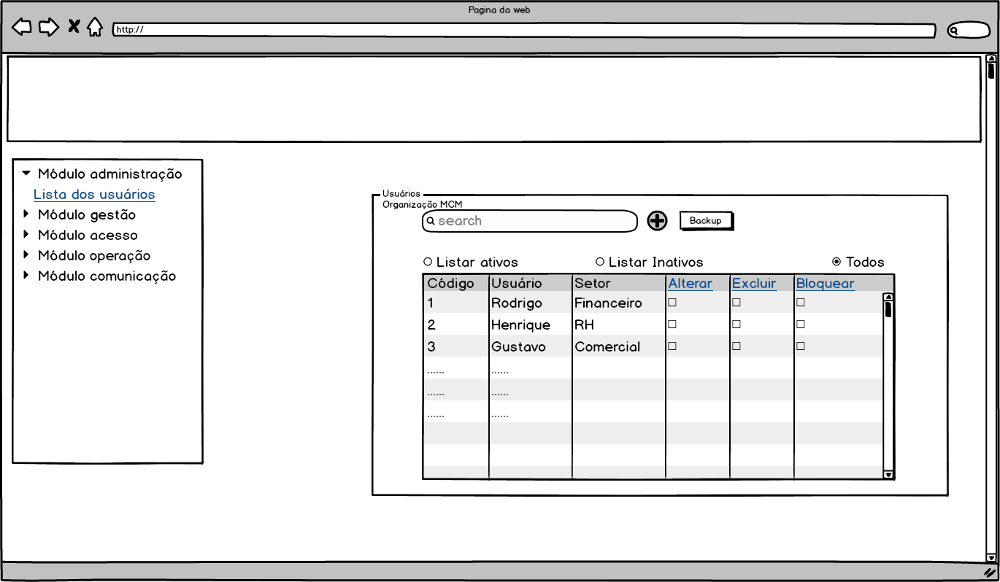 Pagina da web
http://
Módulo administração
Lista dos usuários
Módulo gestão
Módulo acesso
Módulo operação
Módulo comunicação
Usuários
Organização MCM
search
Backup
Listar ativos Listar Inativos Todos
Código Usuário Setor Alterar Excluir Bloquear
1 Rodrigo Financeiro
2 Henrique RH
3 Gustavo Comercial
...... ......
...... ......
...... ......